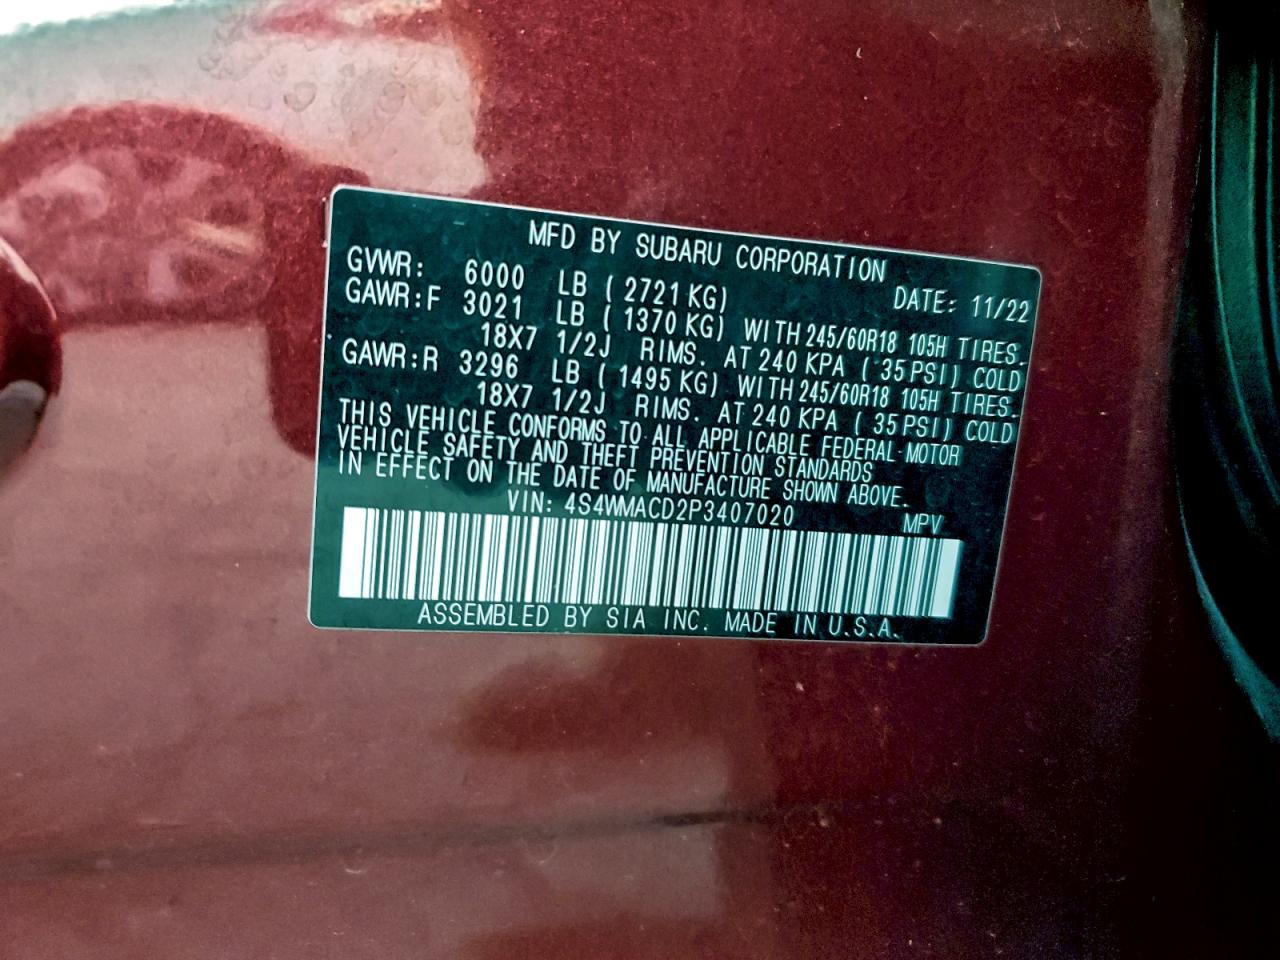 MFD BY SUBARU CORPORATION
GVWR: 6000 LB ( 2721 KG) DATE: 11/22
GAWR:F 3021 LB ( 1370 KG) WITH 245/60R18 105H TIRES.
18X7 1/2J RIMS. AT 240 KPA ( 35 PSI) COLD
GAWR:R 3296 LB ( 1495 KG) WITH 245/60R18 105H TIRES.
18X7 1/2J RIMS. AT 240 KPA ( 35 PSI) COLD
THIS VEHICLE CONFORMS TO ALL APPLICABLE FEDERAL MOTOR
VEHICLE SAFETY AND THEFT PREVENTION STANDARDS
IN EFFECT ON THE DATE OF MANUFACTURE SHOWN ABOVE.
VIN: 4S4WMACD2P3407020 MPV
ASSEMBLED BY SIA INC. MADE IN U.S.A.